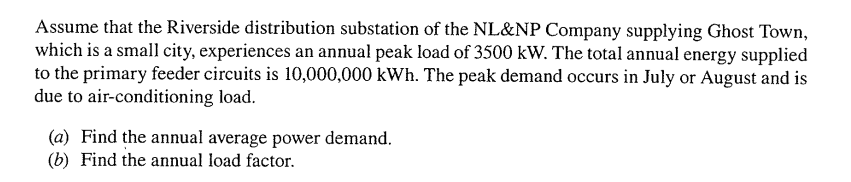 Assume that the Riverside distribution substation of the NL&NP Company supplying Ghost Town,
which is a small city, experiences an annual peak load of 3500 kW. The total annual energy supplied
to the primary feeder circuits is 10,000,000 kWh. The peak demand occurs in July or August and is
due to air-conditioning load.
(a) Find the annual average power demand.
(b) Find the annual load factor.